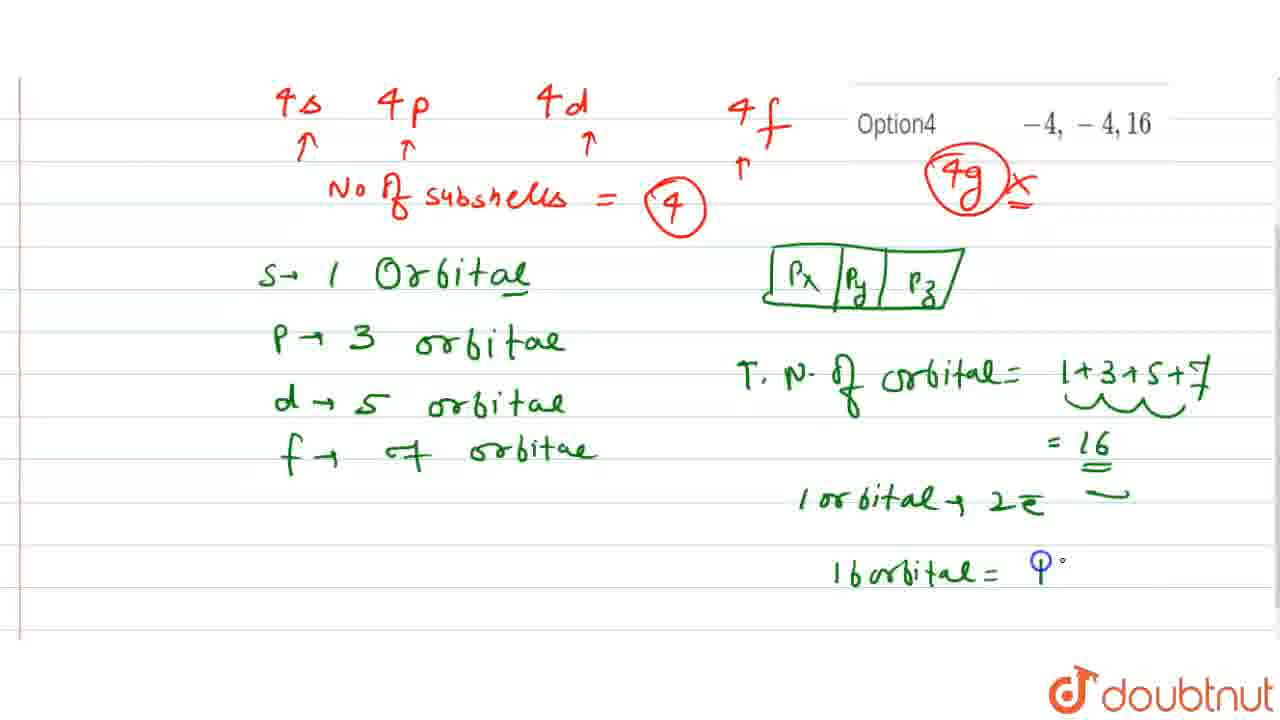 4s 4p 4d 4f
Option4 −4, −4, 16
4g x
No of subshells = 4
s→ 1 Orbital
Px Py Pz
P→ 3 orbital
T. N. of orbital= 1+3+5+7
d→ 5 orbital
= 16
f→ 7 orbital
1 orbital→ 2e
16 orbital= 1
doubtnut